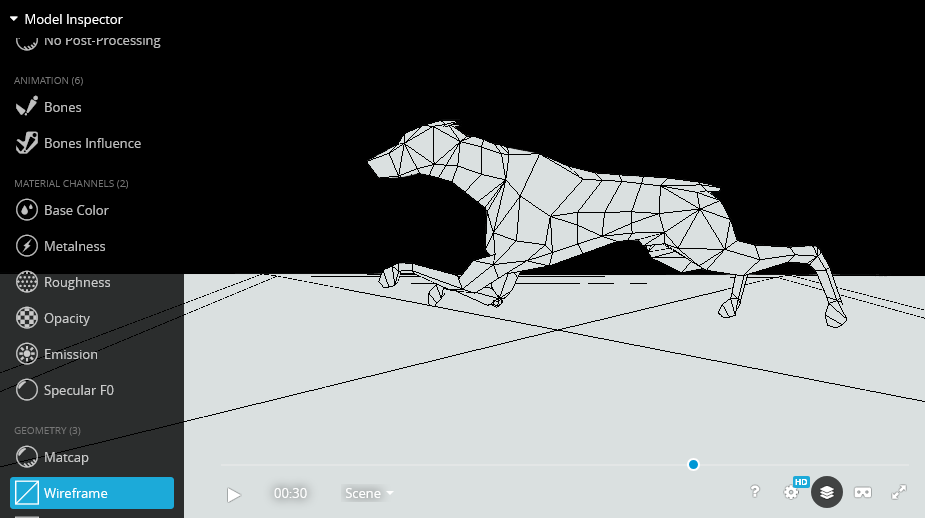 Model Inspector
No Post-Processing
ANIMATION (6)
Bones
Bones Influence
MATERIAL CHANNELS (2)
Base Color
Metalness
Roughness
Opacity
Emission
Specular F0
GEOMETRY (3)
Matcap
Wireframe
00:30
Scene
?
HD